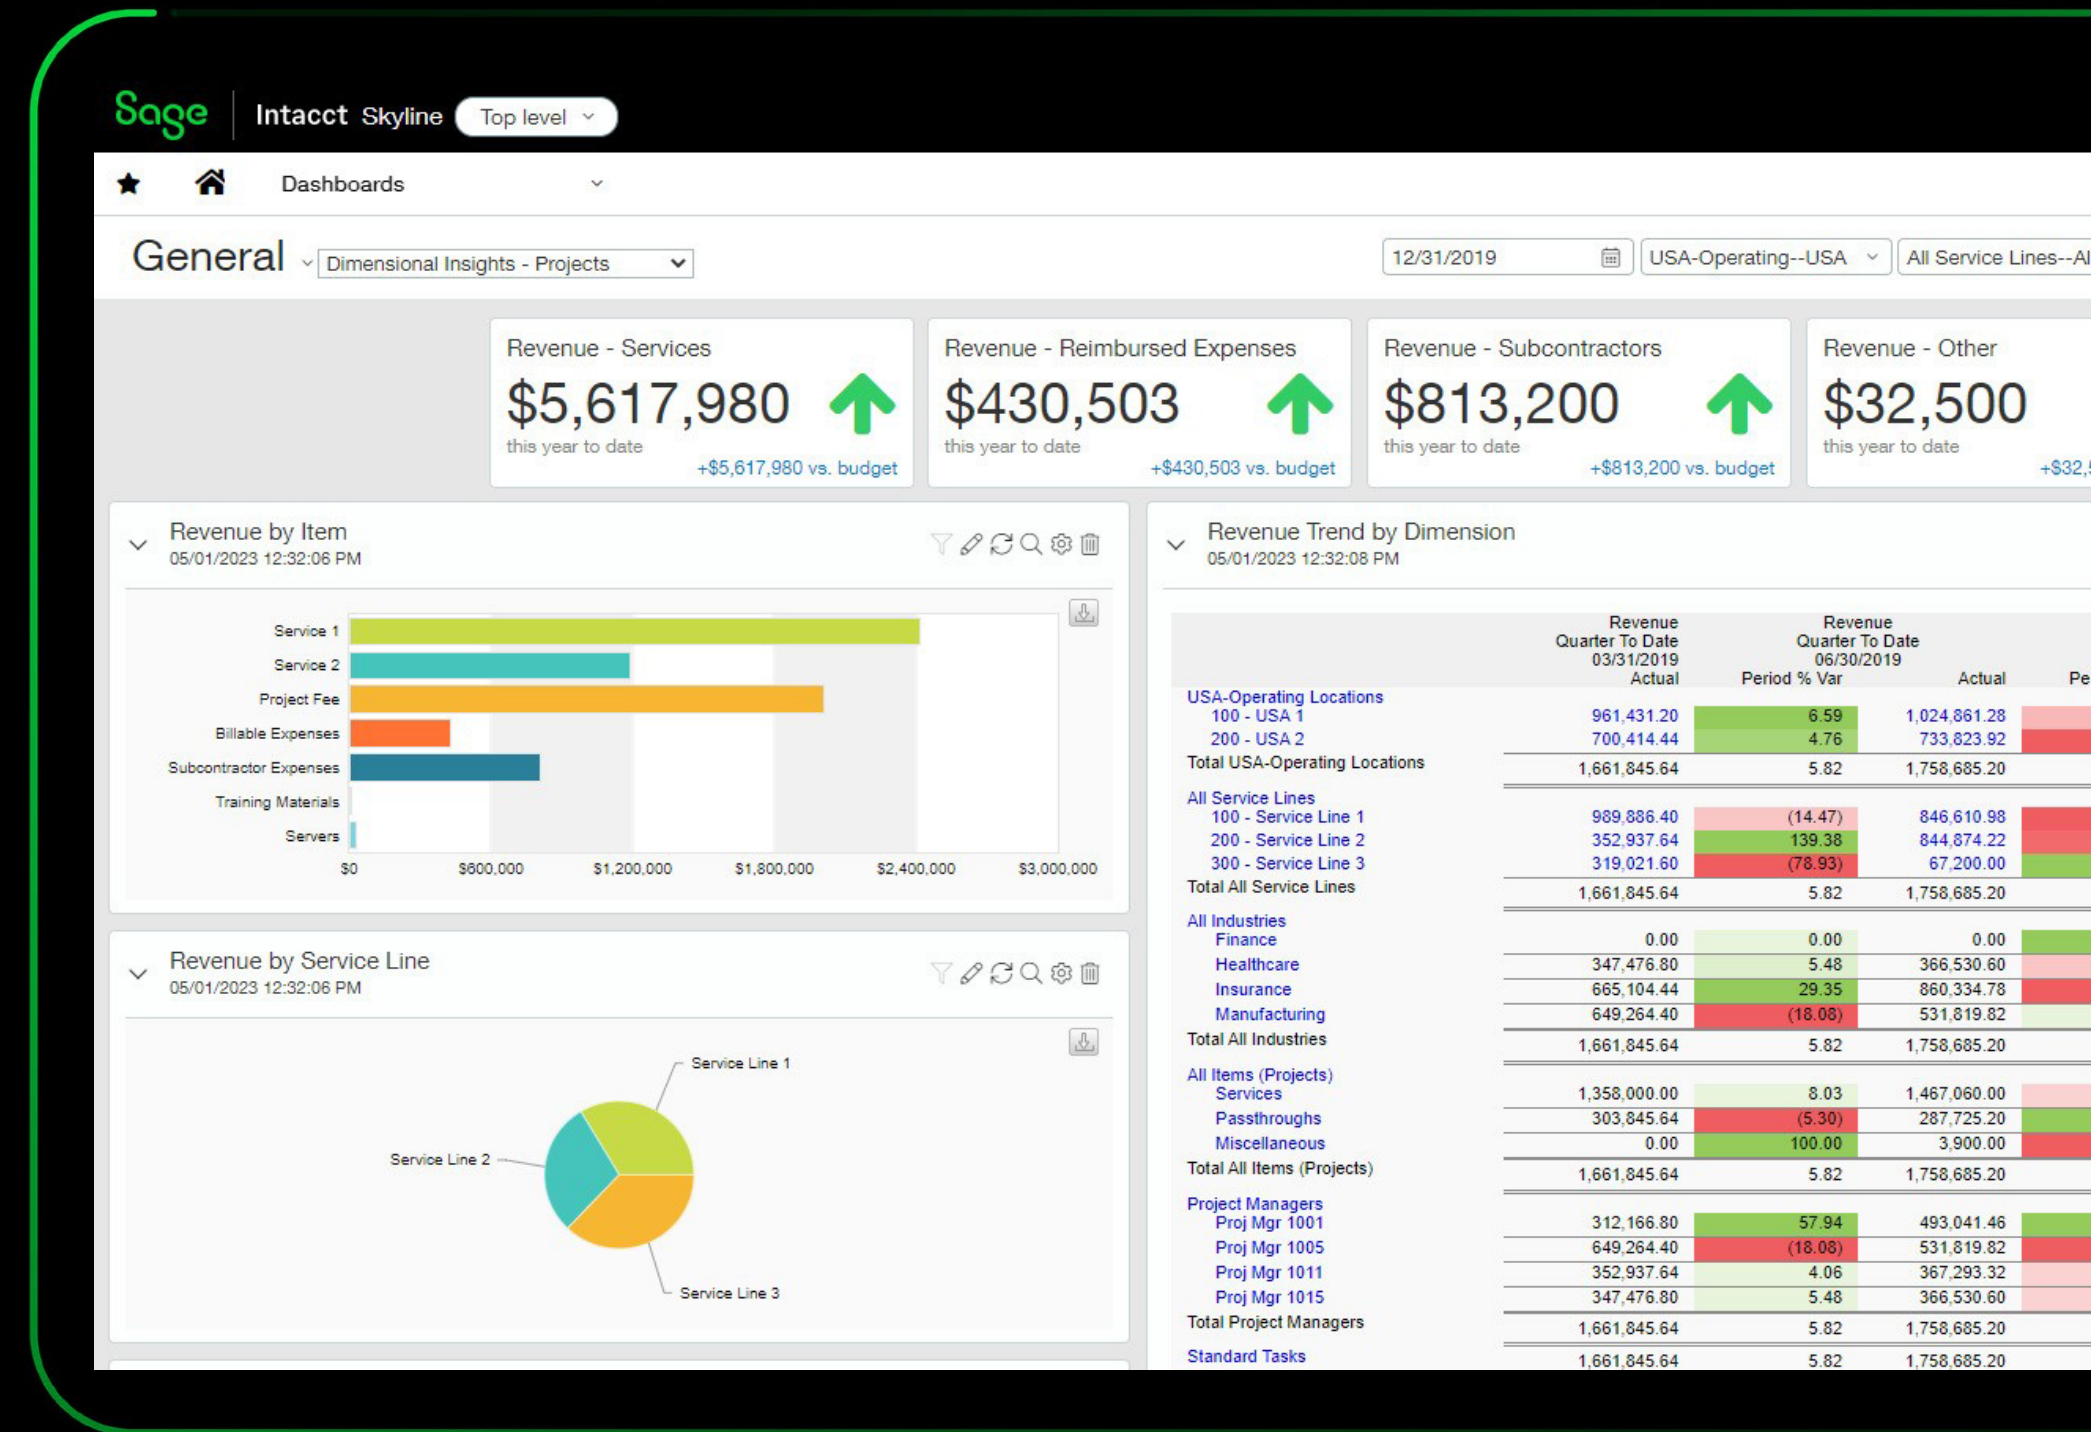 Sage Intacct Skyline Top level
Dashboards
General Dimensional Insights - Projects 12/31/2019 USA-Operating--USA All Service Lines--Al
Revenue - Services
$5,617,980
this year to date
+$5,617,980 vs. budget
Revenue - Reimbursed Expenses
$430,503
this year to date
+$430,503 vs. budget
Revenue - Subcontractors
$813,200
this year to date
+$813,200 vs. budget
Revenue - Other
$32,500
this year to date
+$32,
Revenue by Item
05/01/2023 12:32:06 PM
Service 1
Service 2
Project Fee
Billable Expenses
Subcontractor Expenses
Training Materials
Servers
$0 $600,000 $1,200,000 $1,800,000 $2,400,000 $3,000,000
Revenue by Service Line
05/01/2023 12:32:06 PM
Service Line 1
Service Line 2
Service Line 3
Revenue Trend by Dimension
05/01/2023 12:32:08 PM
Revenue Revenue
Quarter To Date Quarter To Date
03/31/2019 06/30/2019
Actual Period % Var Actual Pe
USA-Operating Locations
100 - USA 1 961,431.20 6.59 1,024,861.28
200 - USA 2 700,414.44 4.76 733,823.92
Total USA-Operating Locations 1,661,845.64 5.82 1,758,685.20
All Service Lines
100 - Service Line 1 989,886.40 (14.47) 846,610.98
200 - Service Line 2 352,937.64 139.38 844,874.22
300 - Service Line 3 319,021.60 (78.93) 67,200.00
Total All Service Lines 1,661,845.64 5.82 1,758,685.20
All Industries
Finance 0.00 0.00 0.00
Healthcare 347,476.80 5.48 366,530.60
Insurance 665,104.44 29.35 860,334.78
Manufacturing 649,264.40 (18.08) 531,819.82
Total All Industries 1,661,845.64 5.82 1,758,685.20
All Items (Projects)
Services 1,358,000.00 8.03 1,467,060.00
Passthroughs 303,845.64 (5.30) 287,725.20
Miscellaneous 0.00 100.00 3,900.00
Total All Items (Projects) 1,661,845.64 5.82 1,758,685.20
Project Managers
Proj Mgr 1001 312,166.80 57.94 493,041.46
Proj Mgr 1005 649,264.40 (18.08) 531,819.82
Proj Mgr 1011 352,937.64 4.06 367,293.32
Proj Mgr 1015 347,476.80 5.48 366,530.60
Total Project Managers 1,661,845.64 5.82 1,758,685.20
Standard Tasks 1,661,845.64 5.82 1,758,685.20